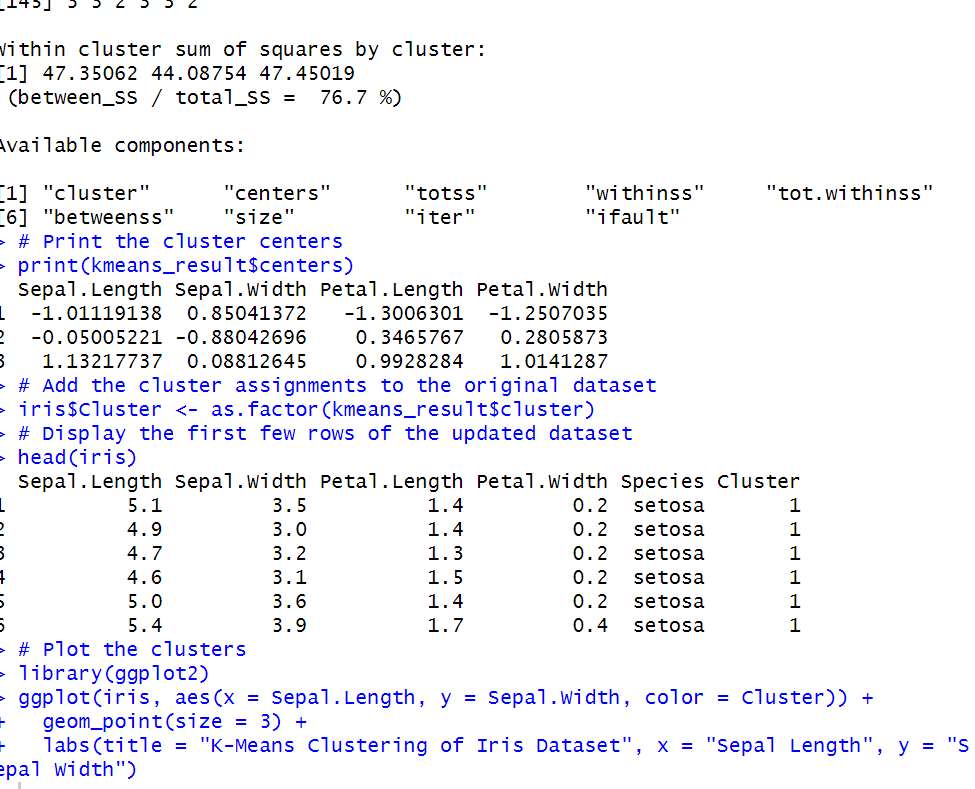 [145] 3 3 2 3 3 2
Within cluster sum of squares by cluster:
[1] 47.35062 44.08754 47.45019
 (between_SS / total_SS =  76.7 %)
Available components:
[1] "cluster"      "centers"      "totss"        "withinss"     "tot.withinss"
[6] "betweenss"    "size"         "iter"         "ifault"
> # Print the cluster centers
> print(kmeans_result$centers)
  Sepal.Length Sepal.Width Petal.Length Petal.Width
1  -1.01119138  0.85041372   -1.3006301  -1.2507035
2  -0.05005221 -0.88042696    0.3465767   0.2805873
3   1.13217737  0.08812645    0.9928284   1.0141287
> # Add the cluster assignments to the original dataset
> iris$Cluster <- as.factor(kmeans_result$cluster)
> # Display the first few rows of the updated dataset
> head(iris)
  Sepal.Length Sepal.Width Petal.Length Petal.Width Species Cluster
1          5.1         3.5          1.4         0.2  setosa       1
2          4.9         3.0          1.4         0.2  setosa       1
3          4.7         3.2          1.3         0.2  setosa       1
4          4.6         3.1          1.5         0.2  setosa       1
5          5.0         3.6          1.4         0.2  setosa       1
6          5.4         3.9          1.7         0.4  setosa       1
> # Plot the clusters
> library(ggplot2)
> ggplot(iris, aes(x = Sepal.Length, y = Sepal.Width, color = Cluster)) +
+   geom_point(size = 3) +
+   labs(title = "K-Means Clustering of Iris Dataset", x = "Sepal Length", y = "S
epal Width")